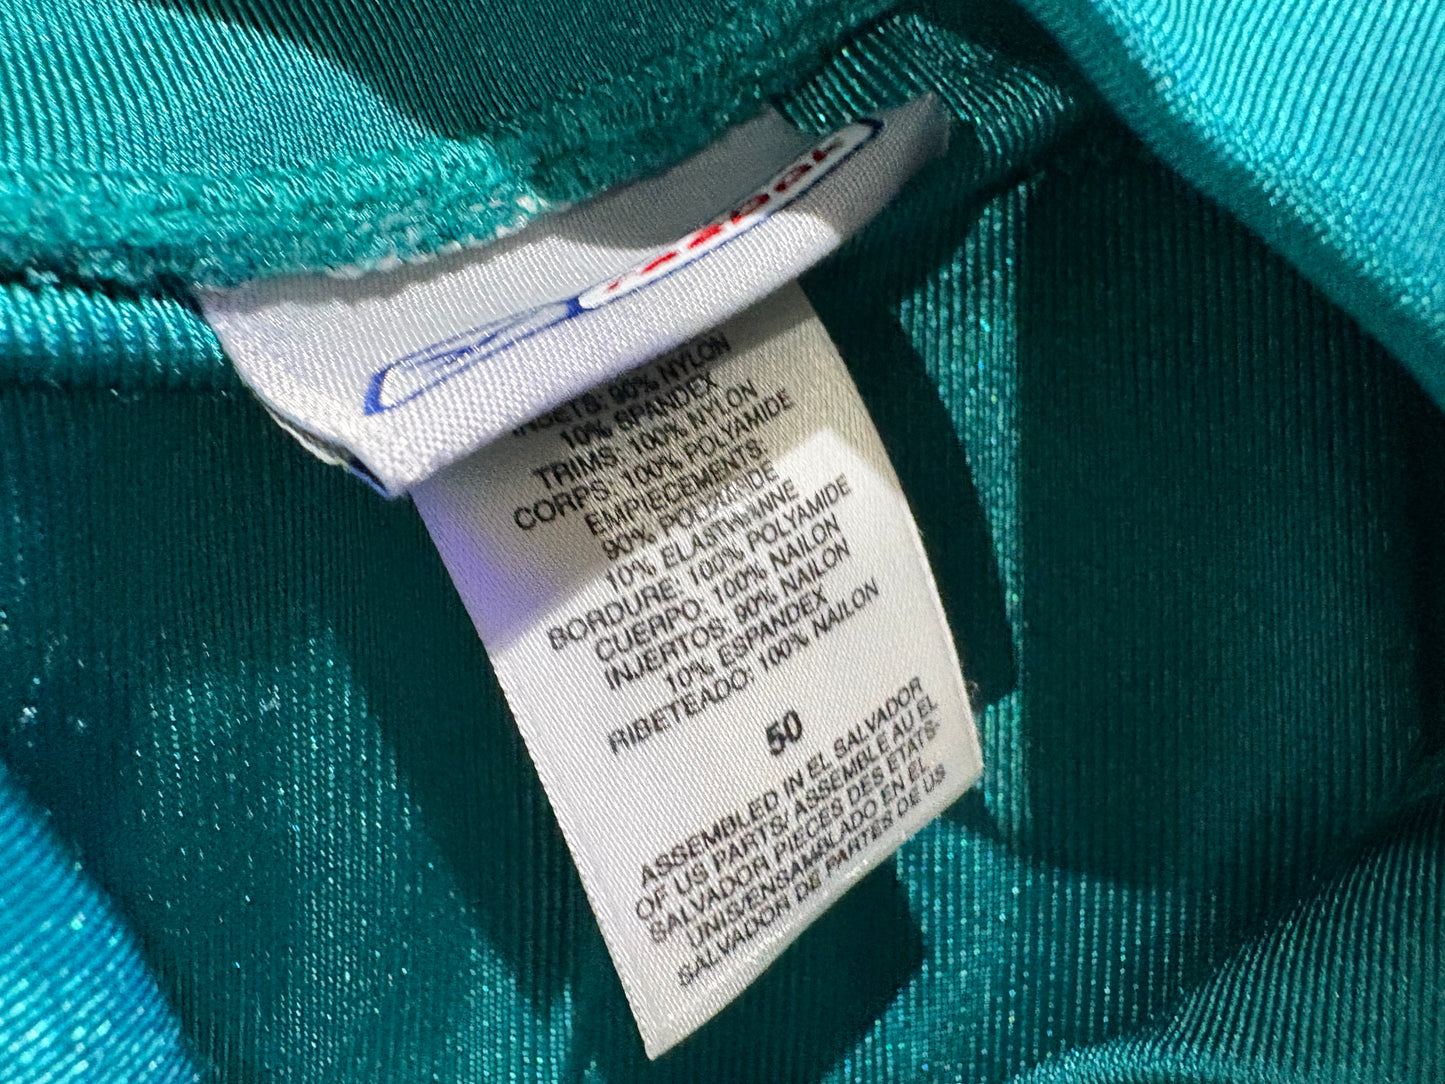 INSETS: 90% NYLON
10% SPANDEX
TRIMS: 100% NYLON
CORPS: 100% POLYAMIDE
EMPIECEMENTS:
90% POLYAMIDE
10% ELASTHANNE
BORDURE: 100% POLYAMIDE
CUERPO: 100% NAILON
INJERTOS: 90% NAILON
10% ESPANDEX
RIBETEADO: 100% NAILON
50
ASSEMBLED IN EL SALVADOR
OF US PARTS/ ASSEMBLE AU EL
SALVADOR PIECES DES ETATS-
UNIS/ENSAMBLADO EN EL
SALVADOR DE PARTES DE US